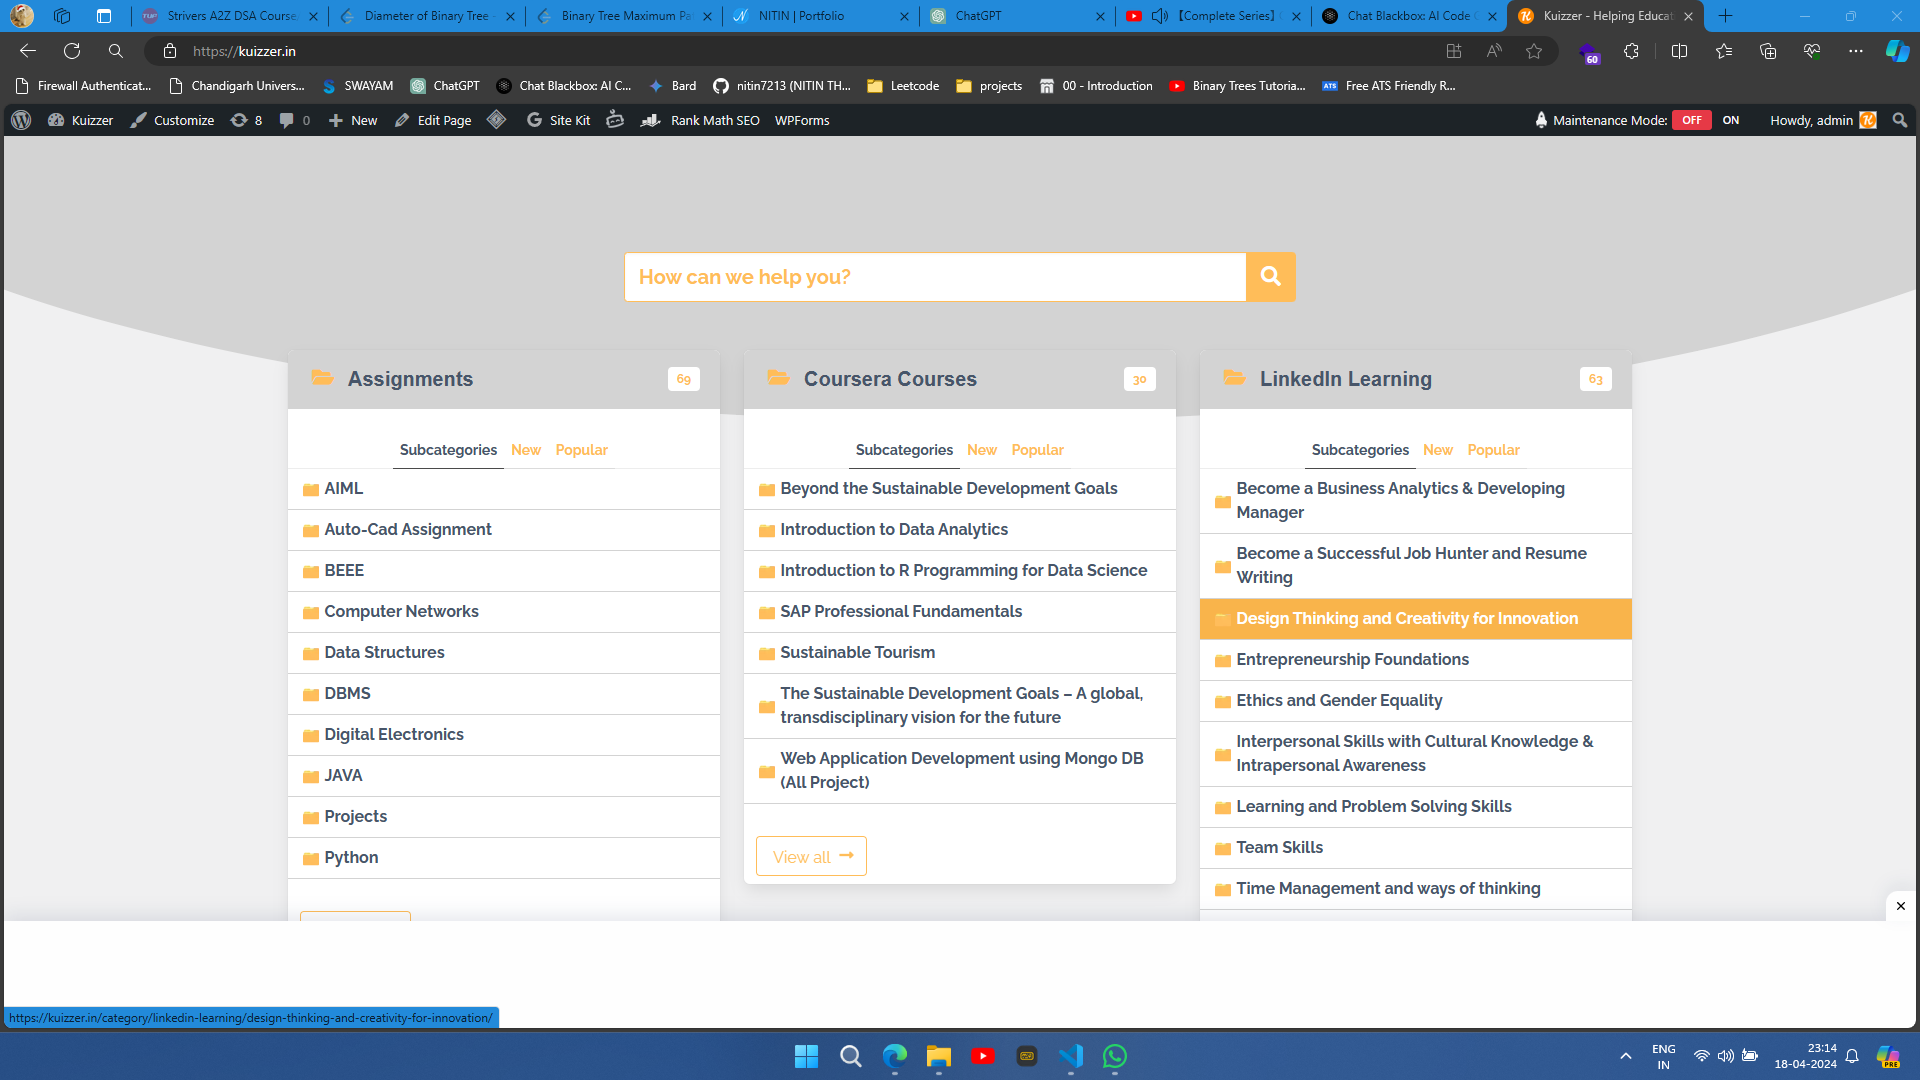 Strivers A2Z DSA Course
Diameter of Binary Tree -
Binary Tree Maximum Pa
NITIN | Portfolio
ChatGPT
【Complete Series】
Chat Blackbox: AI Code
Kuizzer - Helping Educat
https://kuizzer.in
60
Firewall Authenticat...
Chandigarh Univers...
SWAYAM
ChatGPT
Chat Blackbox: AI C...
Bard
nitin7213 (NITIN TH...
Leetcode
projects
00 - Introduction
Binary Trees Tutoria...
ATS
Free ATS Friendly R...
Kuizzer
Customize
8
0
New
Edit Page
Site Kit
Rank Math SEO
WPForms
Maintenance Mode: OFF ON
Howdy, admin
How can we help you?
Assignments 69
Subcategories New Popular
AIML
Auto-Cad Assignment
BEEE
Computer Networks
Data Structures
DBMS
Digital Electronics
JAVA
Projects
Python
Coursera Courses 30
Subcategories New Popular
Beyond the Sustainable Development Goals
Introduction to Data Analytics
Introduction to R Programming for Data Science
SAP Professional Fundamentals
Sustainable Tourism
The Sustainable Development Goals – A global,
transdisciplinary vision for the future
Web Application Development using Mongo DB
(All Project)
View all
LinkedIn Learning 63
Subcategories New Popular
Become a Business Analytics & Developing
Manager
Become a Successful Job Hunter and Resume
Writing
Design Thinking and Creativity for Innovation
Entrepreneurship Foundations
Ethics and Gender Equality
Interpersonal Skills with Cultural Knowledge &
Intrapersonal Awareness
Learning and Problem Solving Skills
Team Skills
Time Management and ways of thinking
https://kuizzer.in/category/linkedin-learning/design-thinking-and-creativity-for-innovation/
ENG
IN
23:14
18-04-2024
PRE